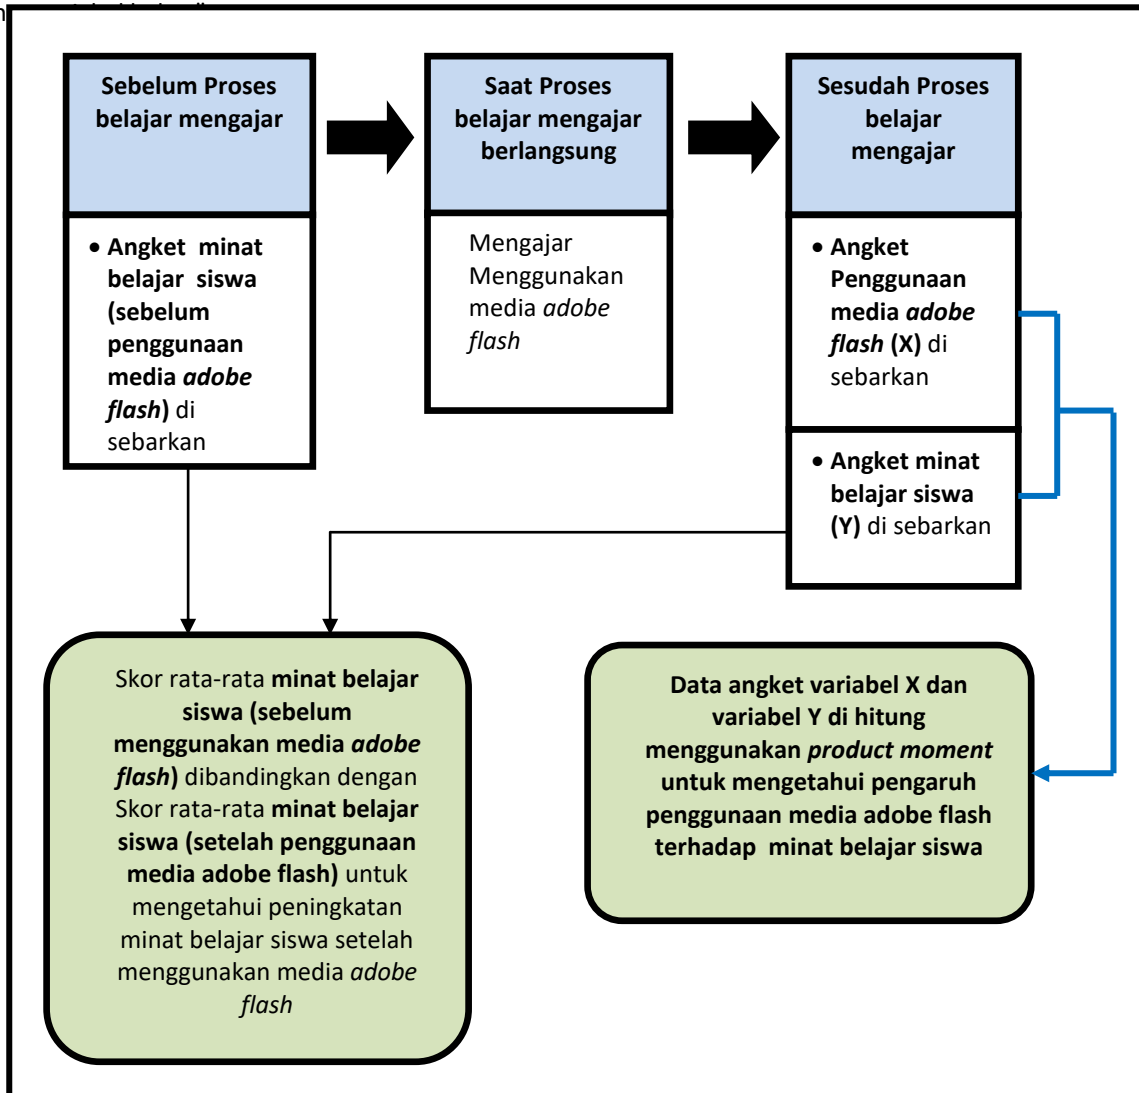 Sebelum Proses
belajar mengajar
Saat Proses
belajar mengajar
berlangsung
Sesudah Proses
belajar
mengajar
• Angket minat
belajar siswa
(sebelum
penggunaan
media adobe
flash) di
sebarkan
Mengajar
Menggunakan
media adobe
flash
• Angket
Penggunaan
media adobe
flash (X) di
sebarkan
• Angket minat
belajar siswa
(Y) di sebarkan
Skor rata-rata minat belajar
siswa (sebelum
menggunakan media adobe
flash) dibandingkan dengan
Skor rata-rata minat belajar
siswa (setelah penggunaan
media adobe flash) untuk
mengetahui peningkatan
minat belajar siswa setelah
menggunakan media adobe
flash
Data angket variabel X dan
variabel Y di hitung
menggunakan product moment
untuk mengetahui pengaruh
penggunaan media adobe flash
terhadap minat belajar siswa